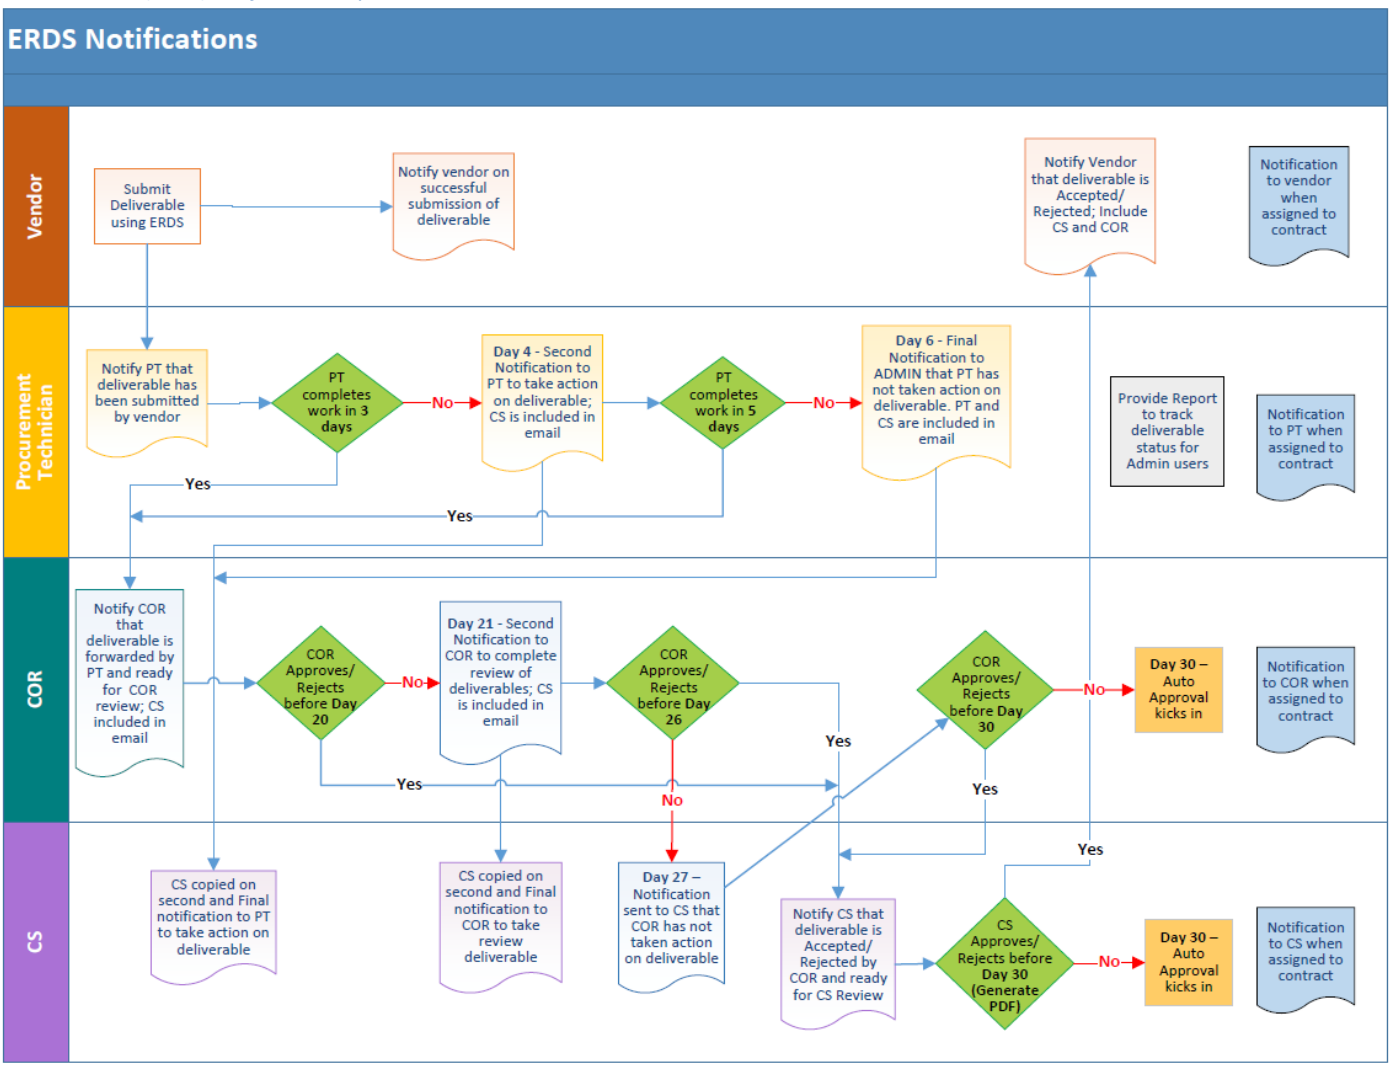 ERDS Notifications
Vendor
Submit
Deliverable
using ERDS
Notify vendor on
successful
submission of
deliverable
Notify Vendor
that deliverable is
Accepted/
Rejected; Include
CS and COR
Notification
to vendor
when
assigned to
contract
Procurement
Technician
Notify PT that
deliverable has
been submitted
by vendor
PT
completes
work in 3
days
No
Day 4 - Second
Notification to
PT to take action
on deliverable;
CS is included in
email
PT
completes
work in 5
days
No
Day 6 - Final
Notification to
ADMIN that PT has
not taken action on
deliverable. PT and
CS are included in
email
Provide Report
to track
deliverable
status for
Admin users
Notification
to PT when
assigned to
contract
Yes
Yes
COR
Notify COR
that
deliverable is
forwarded by
PT and ready
for COR
review; CS
included in
email
COR
Approves/
Rejects
before Day
20
No
Day 21 - Second
Notification to
COR to complete
review of
deliverables; CS
is included in
email
COR
Approves/
Rejects
before Day
26
COR
Approves/
Rejects
before Day
30
No
Day 30 –
Auto
Approval
kicks in
Notification
to COR when
assigned to
contract
Yes
Yes
No
Yes
Yes
CS
CS copied on
second and Final
notification to PT
to take action on
deliverable
CS copied on
second and Final
notification to
COR to take
review
deliverable
Day 27 –
Notification
sent to CS that
COR has not
taken action
on deliverable
Notify CS that
deliverable is
Accepted/
Rejected by
COR and ready
for CS Review
CS
Approves/
Rejects before
Day 30
(Generate
PDF)
No
Day 30 –
Auto
Approval
kicks in
Notification
to CS when
assigned to
contract